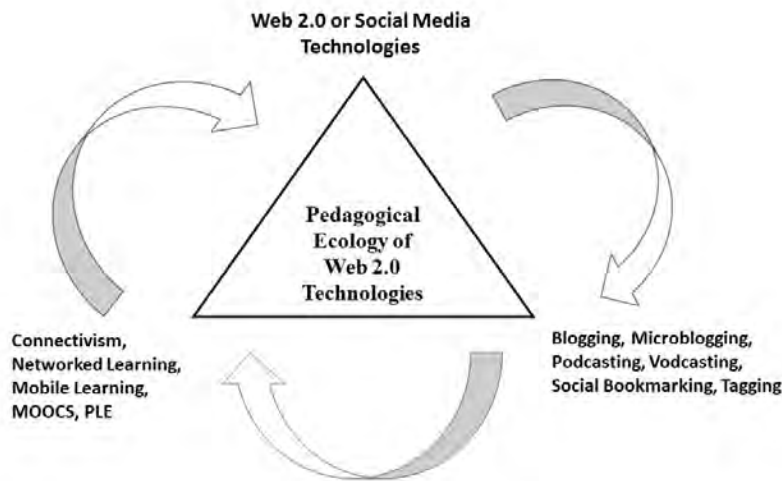 Web 2.0 or Social Media
Technologies
Pedagogical
Ecology of
Web 2.0
Technologies
Connectivism,
Networked Learning,
Mobile Learning,
MOOCS, PLE
Blogging, Microblogging,
Podcasting, Vodcasting,
Social Bookmarking, Tagging